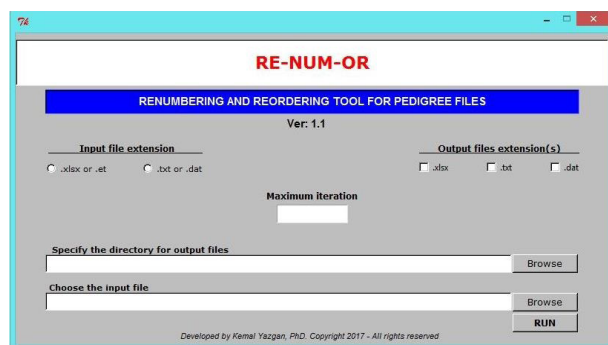 RE-NUM-OR
RENUMBERING AND REORDERING TOOL FOR PEDIGREE FILES
Ver: 1.1
Input file extension
Output files extension(s)
.xlsx or .et
.txt or .dat
.xlsx
.txt
.dat
Maximum iteration
Specify the directory for output files
Browse
Choose the input file
Browse
RUN
Developed by Kemal Yazgan, PhD. Copyright 2017 - All rights reserved